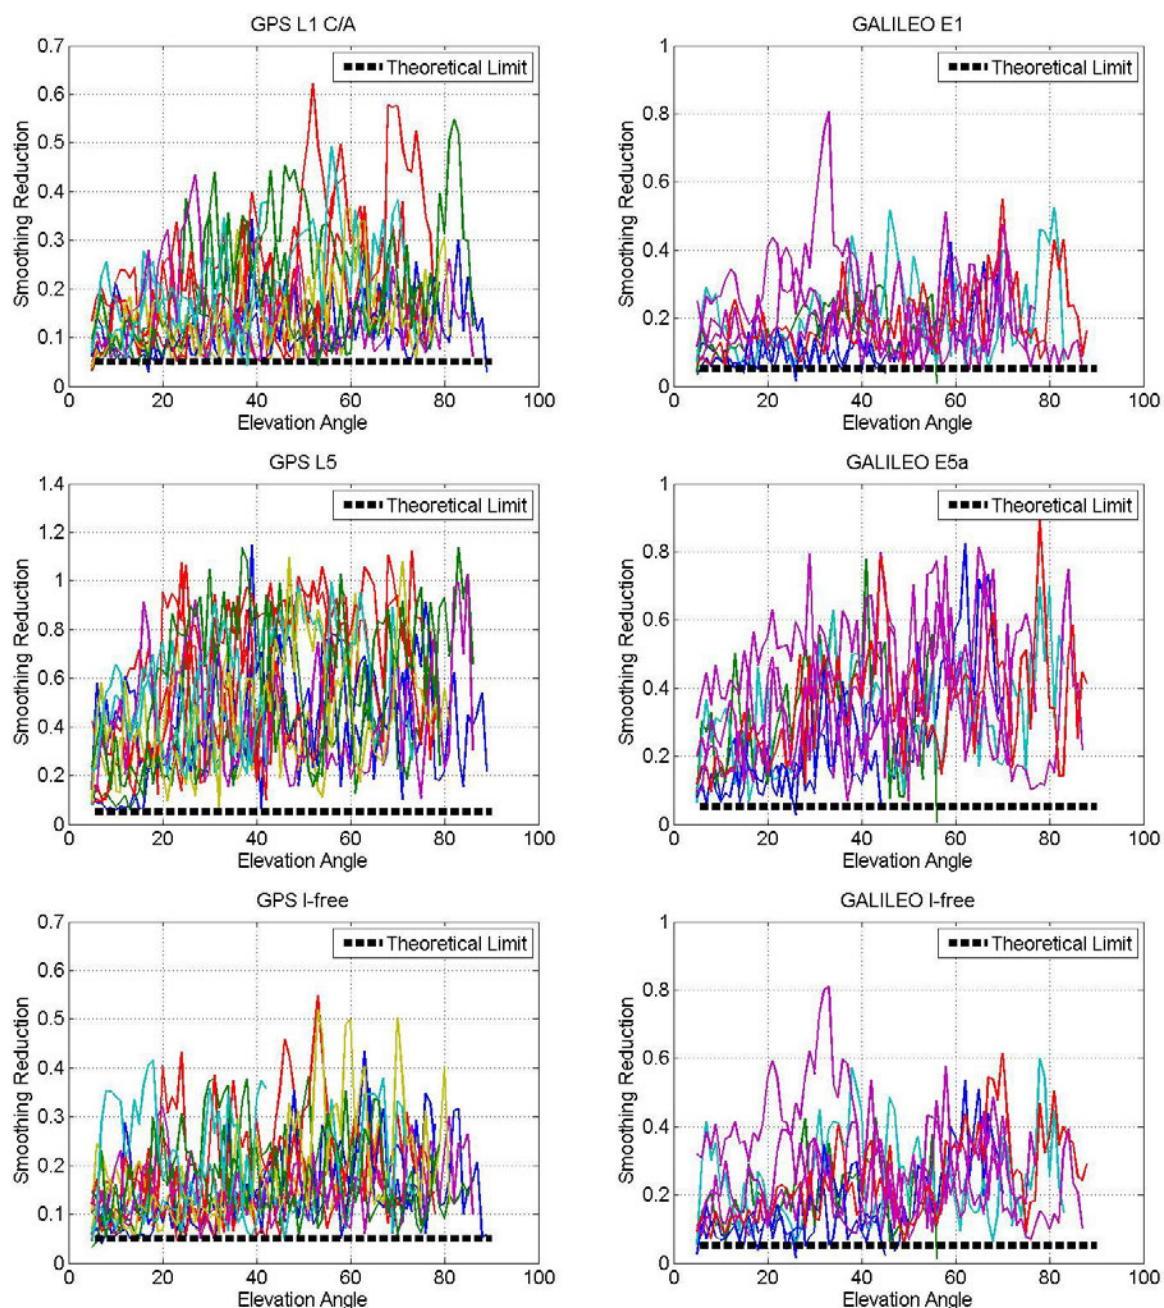 GPS L1 C/A
0.7
0.6
0.5
0.4
0.3
0.2
0.1
0
Smoothing Reduction
Theoretical Limit
0 20 40 60 80 100
Elevation Angle
GALILEO E1
1
0.8
0.6
0.4
0.2
0
Smoothing Reduction
Theoretical Limit
0 20 40 60 80 100
Elevation Angle
GPS L5
1.4
1.2
1
0.8
0.6
0.4
0.2
0
Smoothing Reduction
Theoretical Limit
0 20 40 60 80 100
Elevation Angle
GALILEO E5a
1
0.8
0.6
0.4
0.2
0
Smoothing Reduction
Theoretical Limit
0 20 40 60 80 100
Elevation Angle
GPS I-free
0.7
0.6
0.5
0.4
0.3
0.2
0.1
0
Smoothing Reduction
Theoretical Limit
0 20 40 60 80 100
Elevation Angle
GALILEO I-free
1
0.8
0.6
0.4
0.2
0
Smoothing Reduction
Theoretical Limit
0 20 40 60 80 100
Elevation Angle